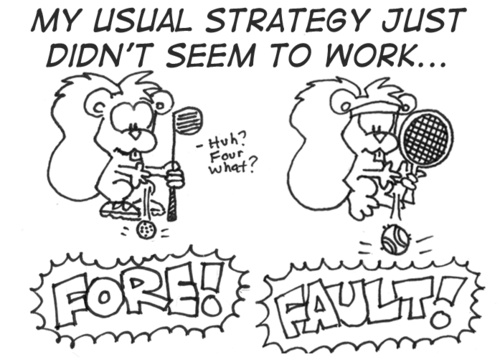 MY USUAL STRATEGY JUST
DIDN'T SEEM TO WORK...
- Huh?
Four
what?
FORE!
FAULT!